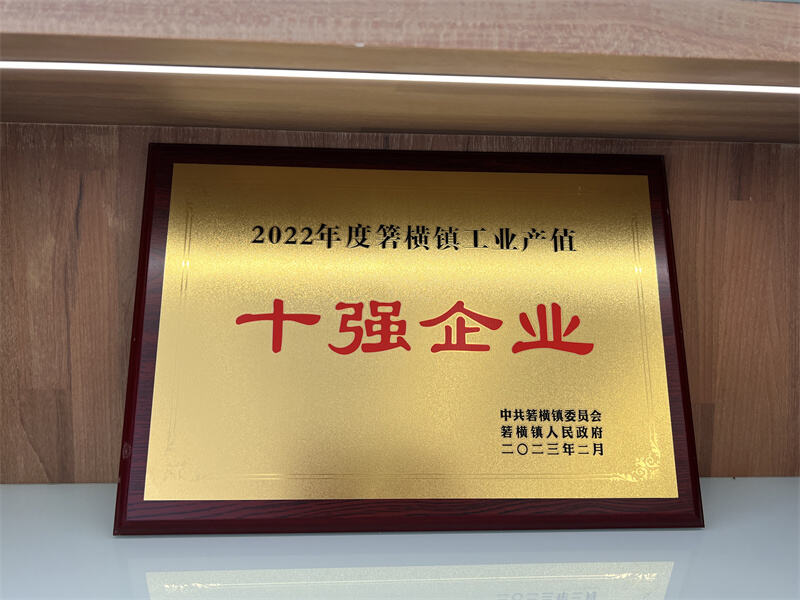 2022年度箬横镇工业产值
十强企业
中共箬横镇委员会
箬横镇人民政府
二〇二三年二月